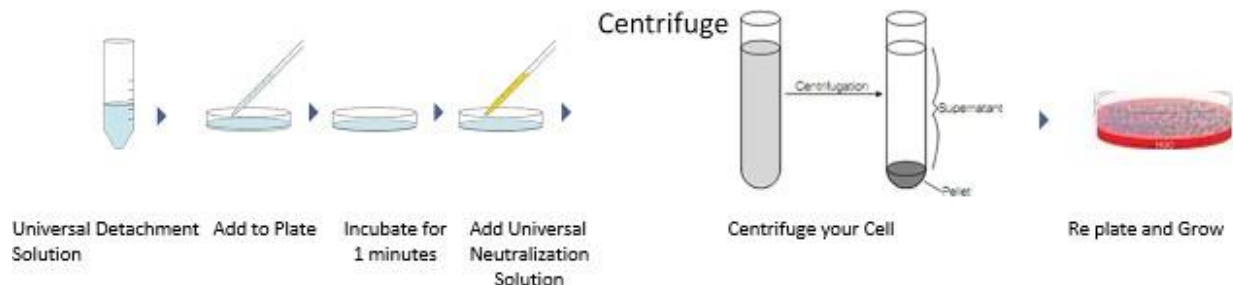 Centrifuge
Centrifugation
Supernatant
Pellet
Universal Detachment
Solution
Add to Plate
Incubate for
1 minutes
Add Universal
Neutralization
Solution
Centrifuge your Cell
Re plate and Grow